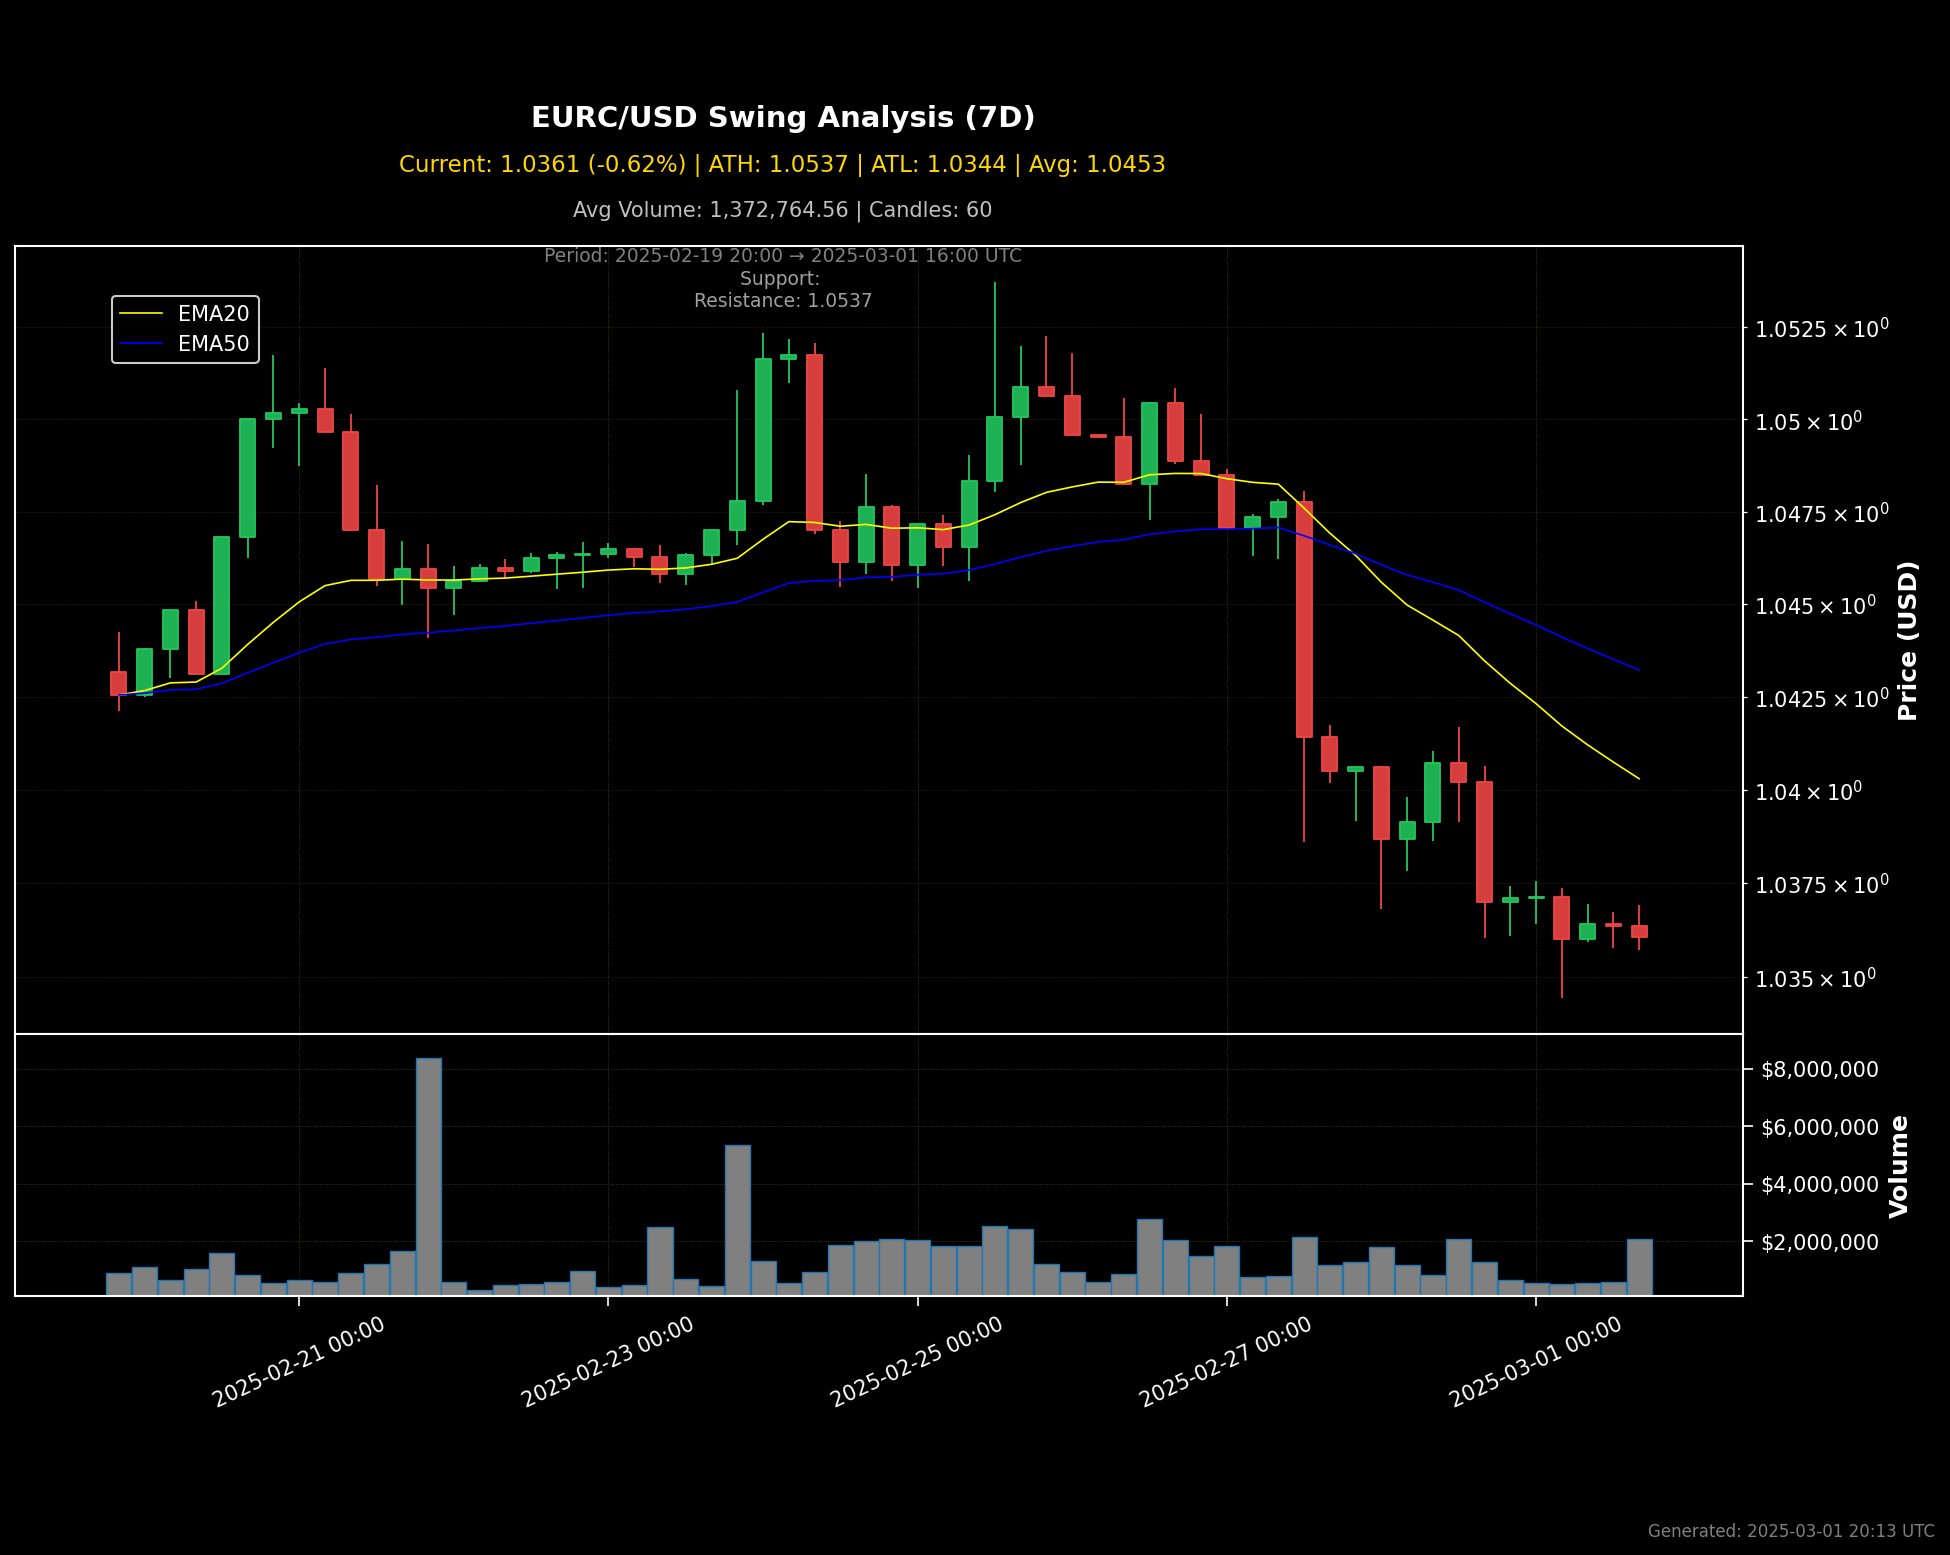 EURC/USD Swing Analysis (7D)
Current: 1.0361 (-0.62%) | ATH: 1.0537 | ATL: 1.0344 | Avg: 1.0453
Avg Volume: 1,372,764.56 | Candles: 60
Period: 2025-02-19 20:00 → 2025-03-01 16:00 UTC
Support:
Resistance: 1.0537
EMA20
EMA50
1.0525 × 10⁰
1.05 × 10⁰
1.0475 × 10⁰
1.045 × 10⁰
1.0425 × 10⁰
1.04 × 10⁰
1.0375 × 10⁰
1.035 × 10⁰
Price (USD)
$8,000,000
$6,000,000
$4,000,000
$2,000,000
Volume
2025-02-21 00:00
2025-02-23 00:00
2025-02-25 00:00
2025-02-27 00:00
2025-03-01 00:00
Generated: 2025-03-01 20:13 UTC